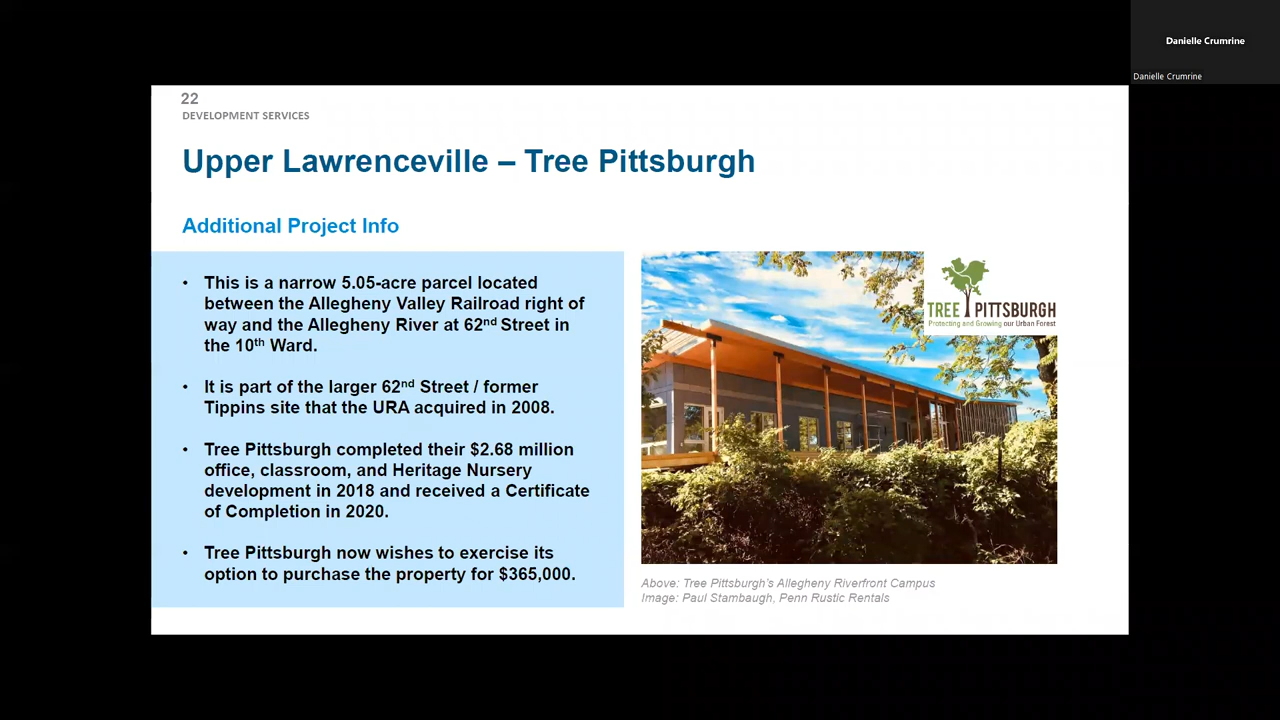 Danielle Crumrine
Danielle Crumrine
22
DEVELOPMENT SERVICES
Upper Lawrenceville – Tree Pittsburgh
Additional Project Info
• This is a narrow 5.05-acre parcel located
between the Allegheny Valley Railroad right of
way and the Allegheny River at 62nd Street in
the 10th Ward.
• It is part of the larger 62nd Street / former
Tippins site that the URA acquired in 2008.
• Tree Pittsburgh completed their $2.68 million
office, classroom, and Heritage Nursery
development in 2018 and received a Certificate
of Completion in 2020.
• Tree Pittsburgh now wishes to exercise its
option to purchase the property for $365,000.
TREE PITTSBURGH
Protecting and Growing our Urban Forest
Above: Tree Pittsburgh's Allegheny Riverfront Campus
Image: Paul Stambaugh, Penn Rustic Rentals